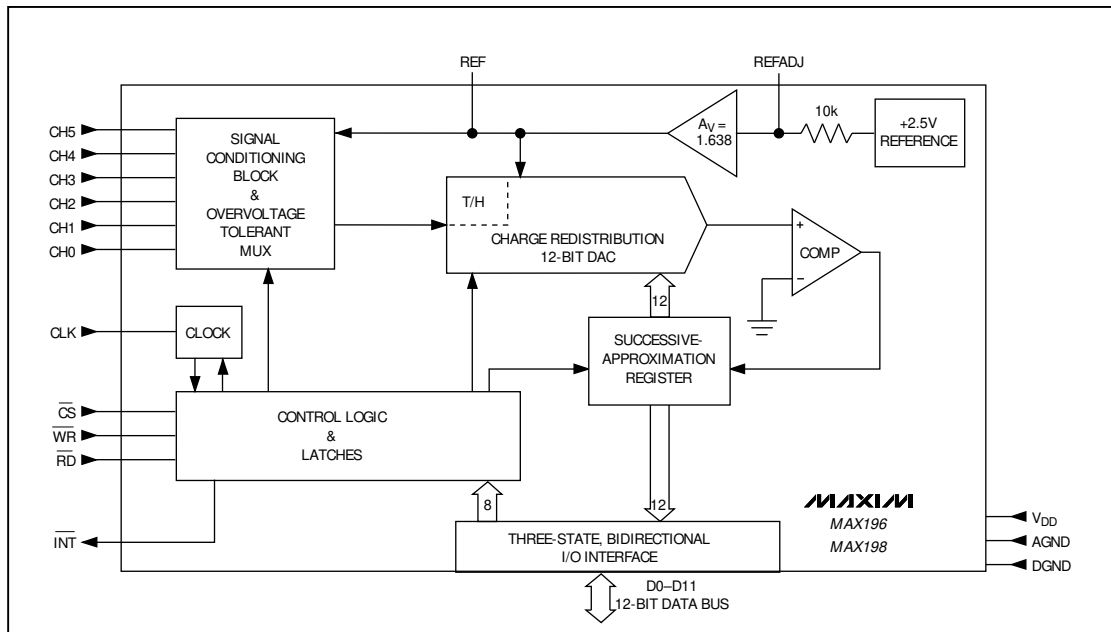 REF
REFADJ
CH5
CH4
CH3
CH2
CH1
CH0
SIGNAL
CONDITIONING
BLOCK
&
OVERVOLTAGE
TOLERANT
MUX
AV =
1.638
10k
+2.5V
REFERENCE
T/H
CHARGE REDISTRIBUTION
12-BIT DAC
+
COMP
−
12
CLK
CLOCK
SUCCESSIVE-
APPROXIMATION
REGISTER
CS
WR
RD
CONTROL LOGIC
&
LATCHES
8
12
INT
THREE-STATE, BIDIRECTIONAL
I/O INTERFACE
MAXIM
MAX196
MAX198
VDD
AGND
DGND
D0–D11
12-BIT DATA BUS